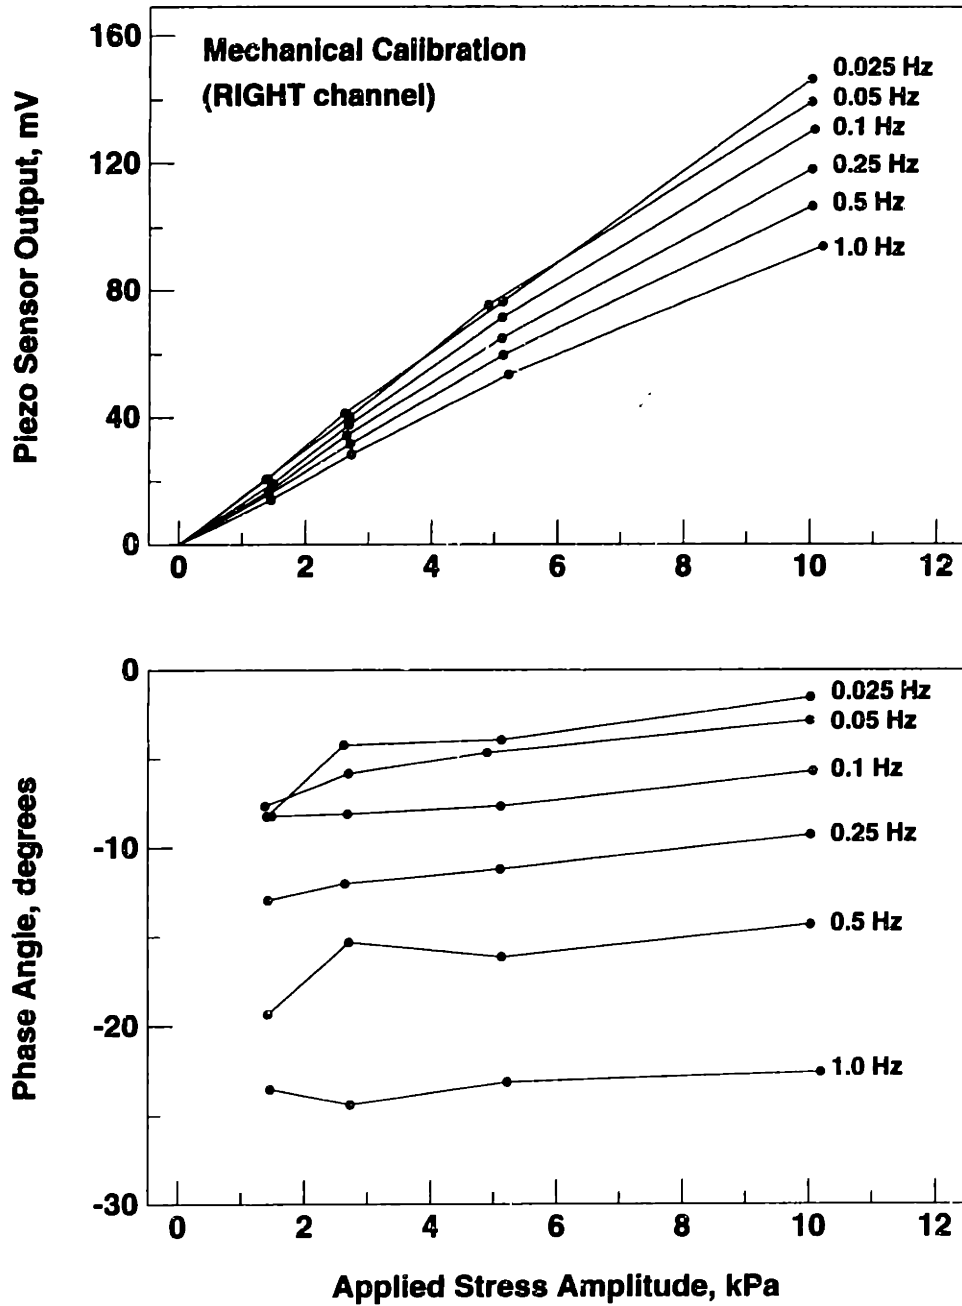 Mechanical Calibration
(RIGHT channel)
Piezo Sensor Output, mV
160
120
80
40
0
0 2 4 6 8 10 12
0.025 Hz
0.05 Hz
0.1 Hz
0.25 Hz
0.5 Hz
1.0 Hz
Phase Angle, degrees
0
-10
-20
-30
0.025 Hz
0.05 Hz
0.1 Hz
0.25 Hz
0.5 Hz
1.0 Hz
0 2 4 6 8 10 12
Applied Stress Amplitude, kPa